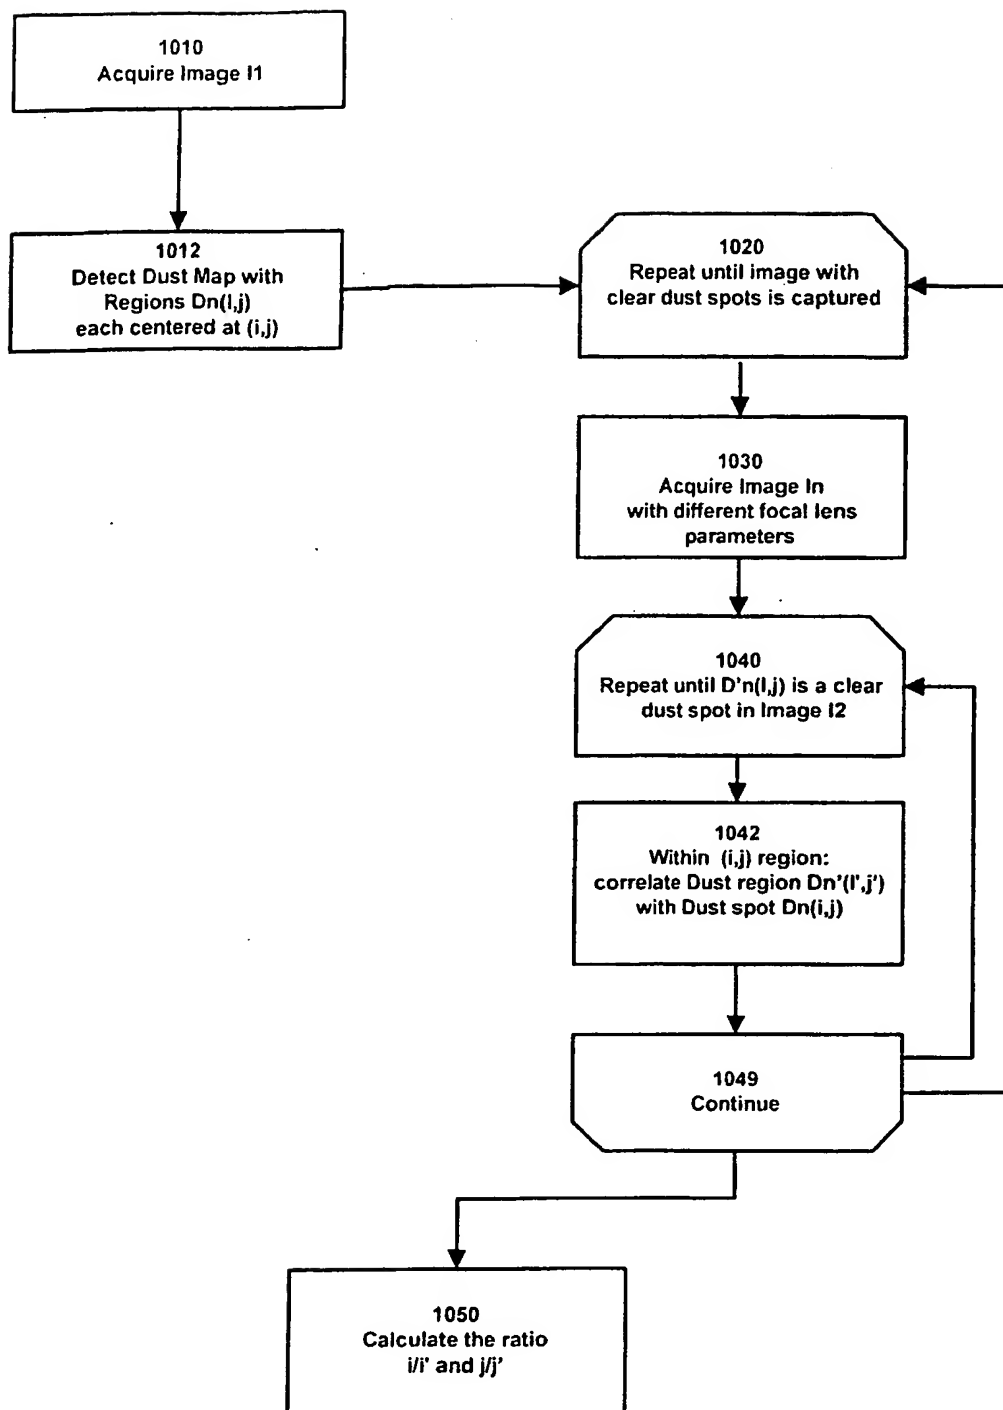 1010
Acquire Image I1
1012
Detect Dust Map with
Regions Dn(I,j)
each centered at (i,j)
1020
Repeat until image with
clear dust spots is captured
1030
Acquire Image In
with different focal lens
parameters
1040
Repeat until D'n(I,j) is a clear
dust spot in Image I2
1042
Within (i,j) region:
correlate Dust region Dn'(I',j')
with Dust spot Dn(i,j)
1049
Continue
1050
Calculate the ratio
i/i' and j/j'